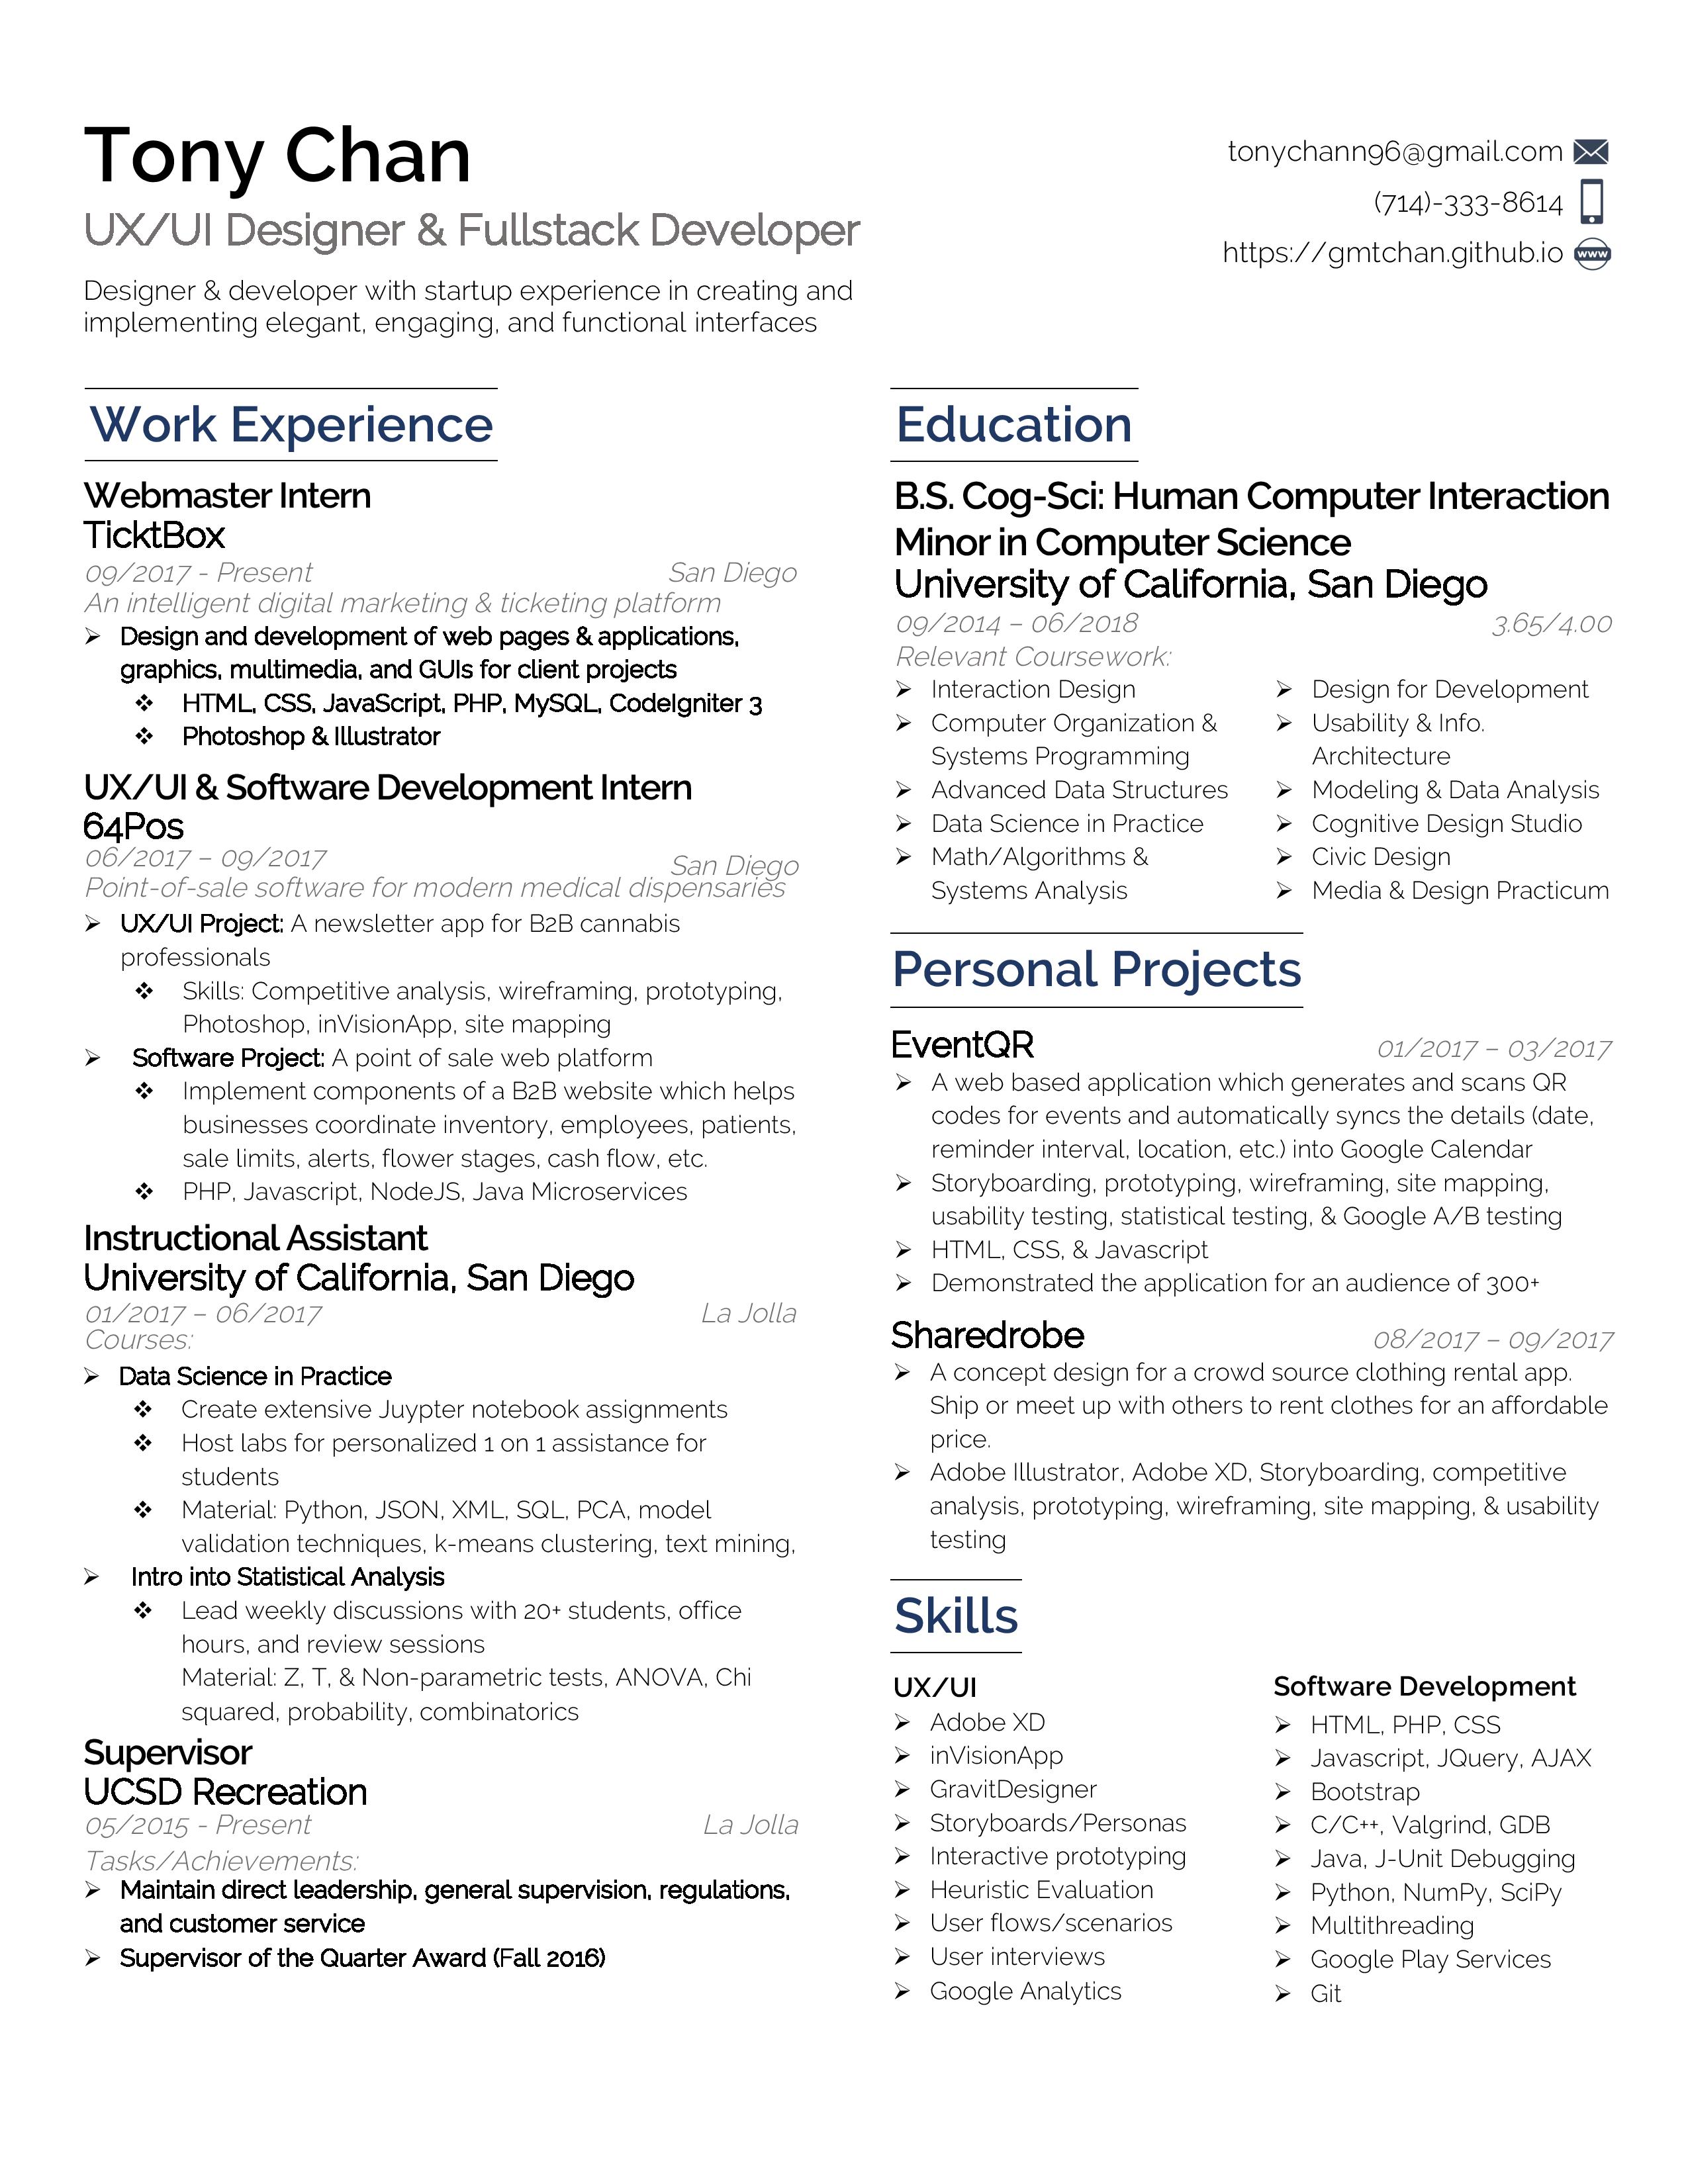 Tony Chan
UX/UI Designer & Fullstack Developer
Designer & developer with startup experience in creating and
implementing elegant, engaging, and functional interfaces
tonychann96@gmail.com
(714)-333-8614
https://gmtchan.github.io
www
Work Experience
Webmaster Intern
TicktBox
09/2017 - Present San Diego
An intelligent digital marketing & ticketing platform
➢ Design and development of web pages & applications,
graphics, multimedia, and GUIs for client projects
❖ HTML, CSS, JavaScript, PHP, MySQL, CodeIgniter 3
❖ Photoshop & Illustrator
UX/UI & Software Development Intern
64Pos
06/2017 – 09/2017 San Diego
Point-of-sale software for modern medical dispensaries
➢ UX/UI Project: A newsletter app for B2B cannabis
professionals
❖ Skills: Competitive analysis, wireframing, prototyping,
Photoshop, inVisionApp, site mapping
➢ Software Project: A point of sale web platform
❖ Implement components of a B2B website which helps
businesses coordinate inventory, employees, patients,
sale limits, alerts, flower stages, cash flow, etc.
❖ PHP, Javascript, NodeJS, Java Microservices
Instructional Assistant
University of California, San Diego
01/2017 – 06/2017 La Jolla
Courses:
➢ Data Science in Practice
❖ Create extensive Juypter notebook assignments
❖ Host labs for personalized 1 on 1 assistance for
students
❖ Material: Python, JSON, XML, SQL, PCA, model
validation techniques, k-means clustering, text mining,
➢ Intro into Statistical Analysis
❖ Lead weekly discussions with 20+ students, office
hours, and review sessions
Material: Z, T, & Non-parametric tests, ANOVA, Chi
squared, probability, combinatorics
Supervisor
UCSD Recreation
05/2015 - Present La Jolla
Tasks/Achievements:
➢ Maintain direct leadership, general supervision, regulations,
and customer service
➢ Supervisor of the Quarter Award (Fall 2016)
Education
B.S. Cog-Sci: Human Computer Interaction
Minor in Computer Science
University of California, San Diego
09/2014 – 06/2018 3.65/4.00
Relevant Coursework:
➢ Interaction Design
➢ Computer Organization &
Systems Programming
➢ Advanced Data Structures
➢ Data Science in Practice
➢ Math/Algorithms &
Systems Analysis
➢ Design for Development
➢ Usability & Info.
Architecture
➢ Modeling & Data Analysis
➢ Cognitive Design Studio
➢ Civic Design
➢ Media & Design Practicum
Personal Projects
EventQR 01/2017 – 03/2017
➢ A web based application which generates and scans QR
codes for events and automatically syncs the details (date,
reminder interval, location, etc.) into Google Calendar
➢ Storyboarding, prototyping, wireframing, site mapping,
usability testing, statistical testing, & Google A/B testing
➢ HTML, CSS, & Javascript
➢ Demonstrated the application for an audience of 300+
Sharedrobe 08/2017 – 09/2017
➢ A concept design for a crowd source clothing rental app.
Ship or meet up with others to rent clothes for an affordable
price.
➢ Adobe Illustrator, Adobe XD, Storyboarding, competitive
analysis, prototyping, wireframing, site mapping, & usability
testing
Skills
UX/UI
➢ Adobe XD
➢ inVisionApp
➢ GravitDesigner
➢ Storyboards/Personas
➢ Interactive prototyping
➢ Heuristic Evaluation
➢ User flows/scenarios
➢ User interviews
➢ Google Analytics
Software Development
➢ HTML, PHP, CSS
➢ Javascript, JQuery, AJAX
➢ Bootstrap
➢ C/C++, Valgrind, GDB
➢ Java, J-Unit Debugging
➢ Python, NumPy, SciPy
➢ Multithreading
➢ Google Play Services
➢ Git